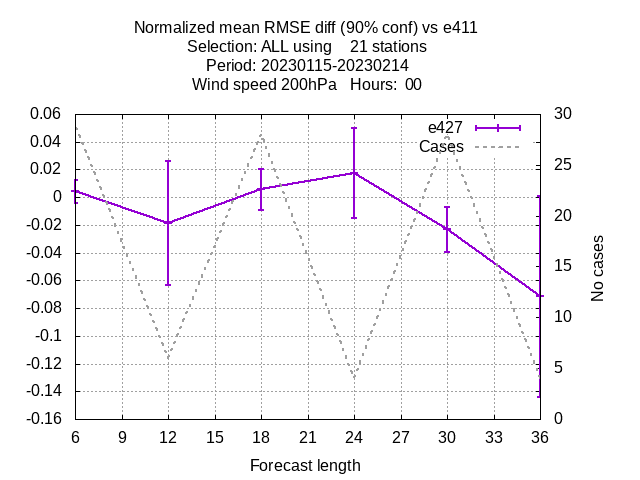 Normalized mean RMSE diff (90% conf) vs e411
Selection: ALL using    21 stations
Period: 20230115-20230214
Wind speed 200hPa   Hours:  00
e427
Cases
0.06
0.04
0.02
0
-0.02
-0.04
-0.06
-0.08
-0.1
-0.12
-0.14
-0.16
30
25
20
15
10
5
0
No cases
6 9 12 15 18 21 24 27 30 33 36
Forecast length